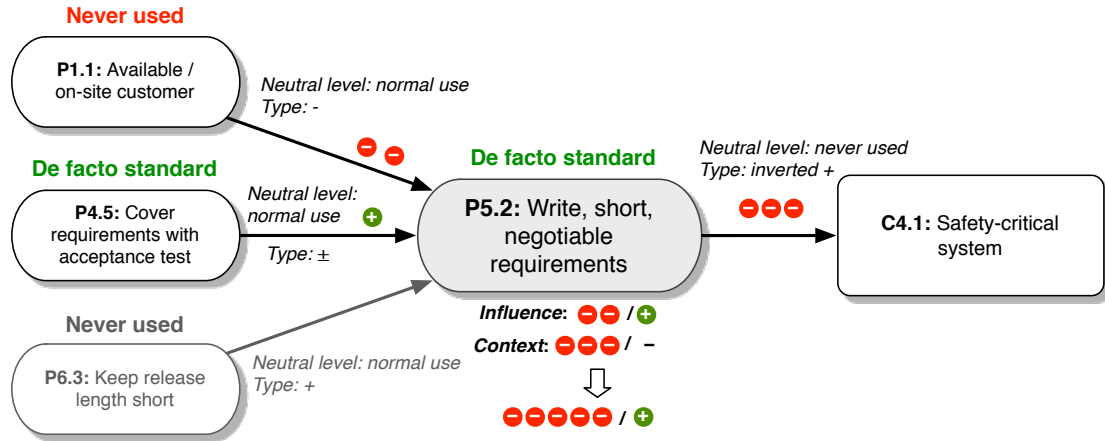 Never used
P1.1: Available /
on-site customer
Neutral level: normal use
Type: -
De facto standard
P4.5: Cover
requirements with
acceptance test
Neutral level:
normal use
Type: ±
Never used
P6.3: Keep release
length short
Neutral level: normal use
Type: +
De facto standard
P5.2: Write, short,
negotiable
requirements
Influence: − − / +
Context: − − − / −
− − − − − / +
Neutral level: never used
Type: inverted +
− − −
C4.1: Safety-critical
system